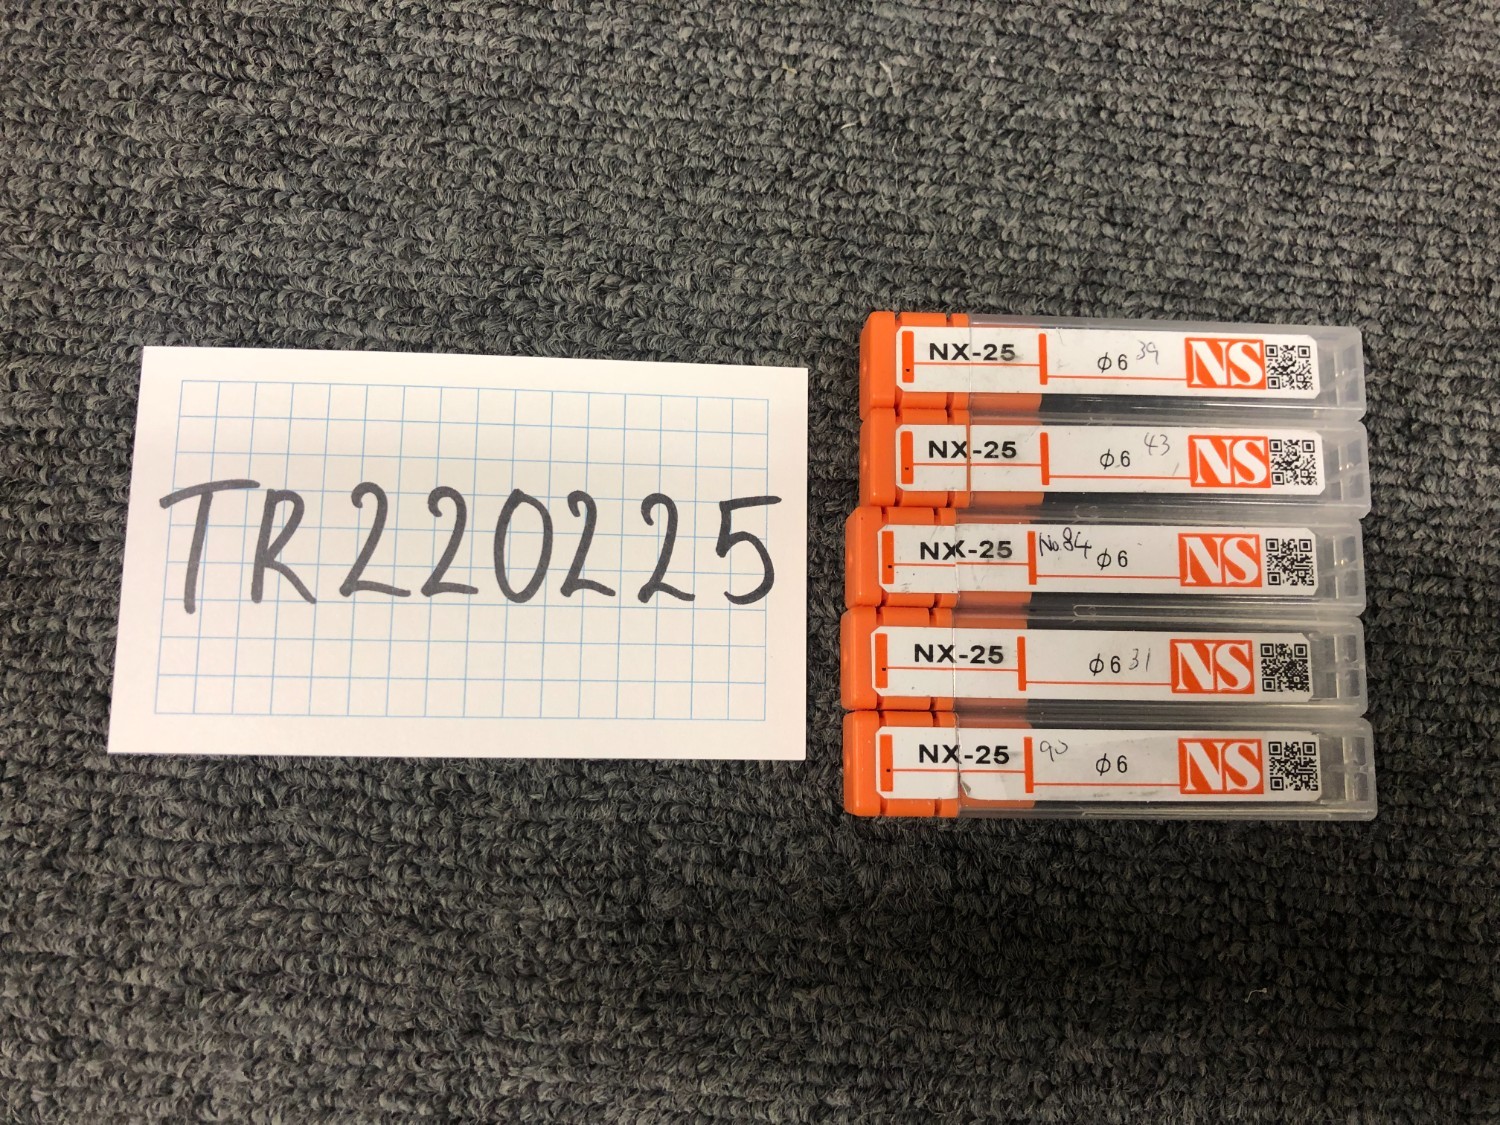 TR220225
NX-25 φ6 39 NS
NX-25 φ6 43 NS
NX-25 No.84 φ6 NS
NX-25 φ6 31 NS
NX-25 90 φ6 NS